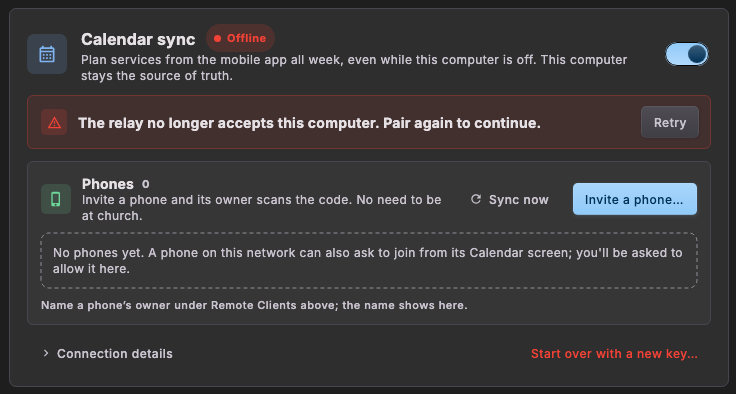 Calendar sync
Offline
Plan services from the mobile app all week, even while this computer is off. This computer
stays the source of truth.
The relay no longer accepts this computer. Pair again to continue.
Retry
Phones 0
Invite a phone and its owner scans the code. No need to be
at church.
Sync now
Invite a phone...
No phones yet. A phone on this network can also ask to join from its Calendar screen; you'll be asked to
allow it here.
Name a phone’s owner under Remote Clients above; the name shows here.
Connection details
Start over with a new key...